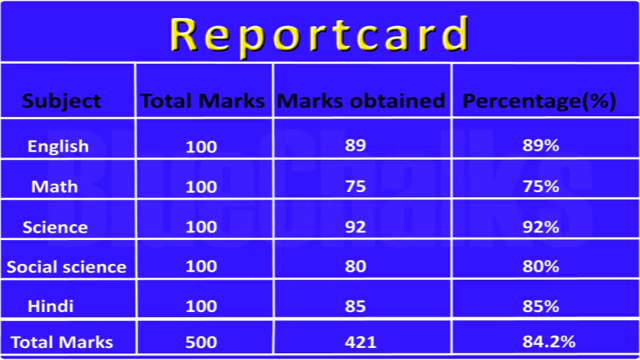 Reportcard
Subject Total Marks Marks obtained Percentage(%)
English 100 89 89%
Math 100 75 75%
Science 100 92 92%
Social science 100 80 80%
Hindi 100 85 85%
Total Marks 500 421 84.2%
BlueChalks